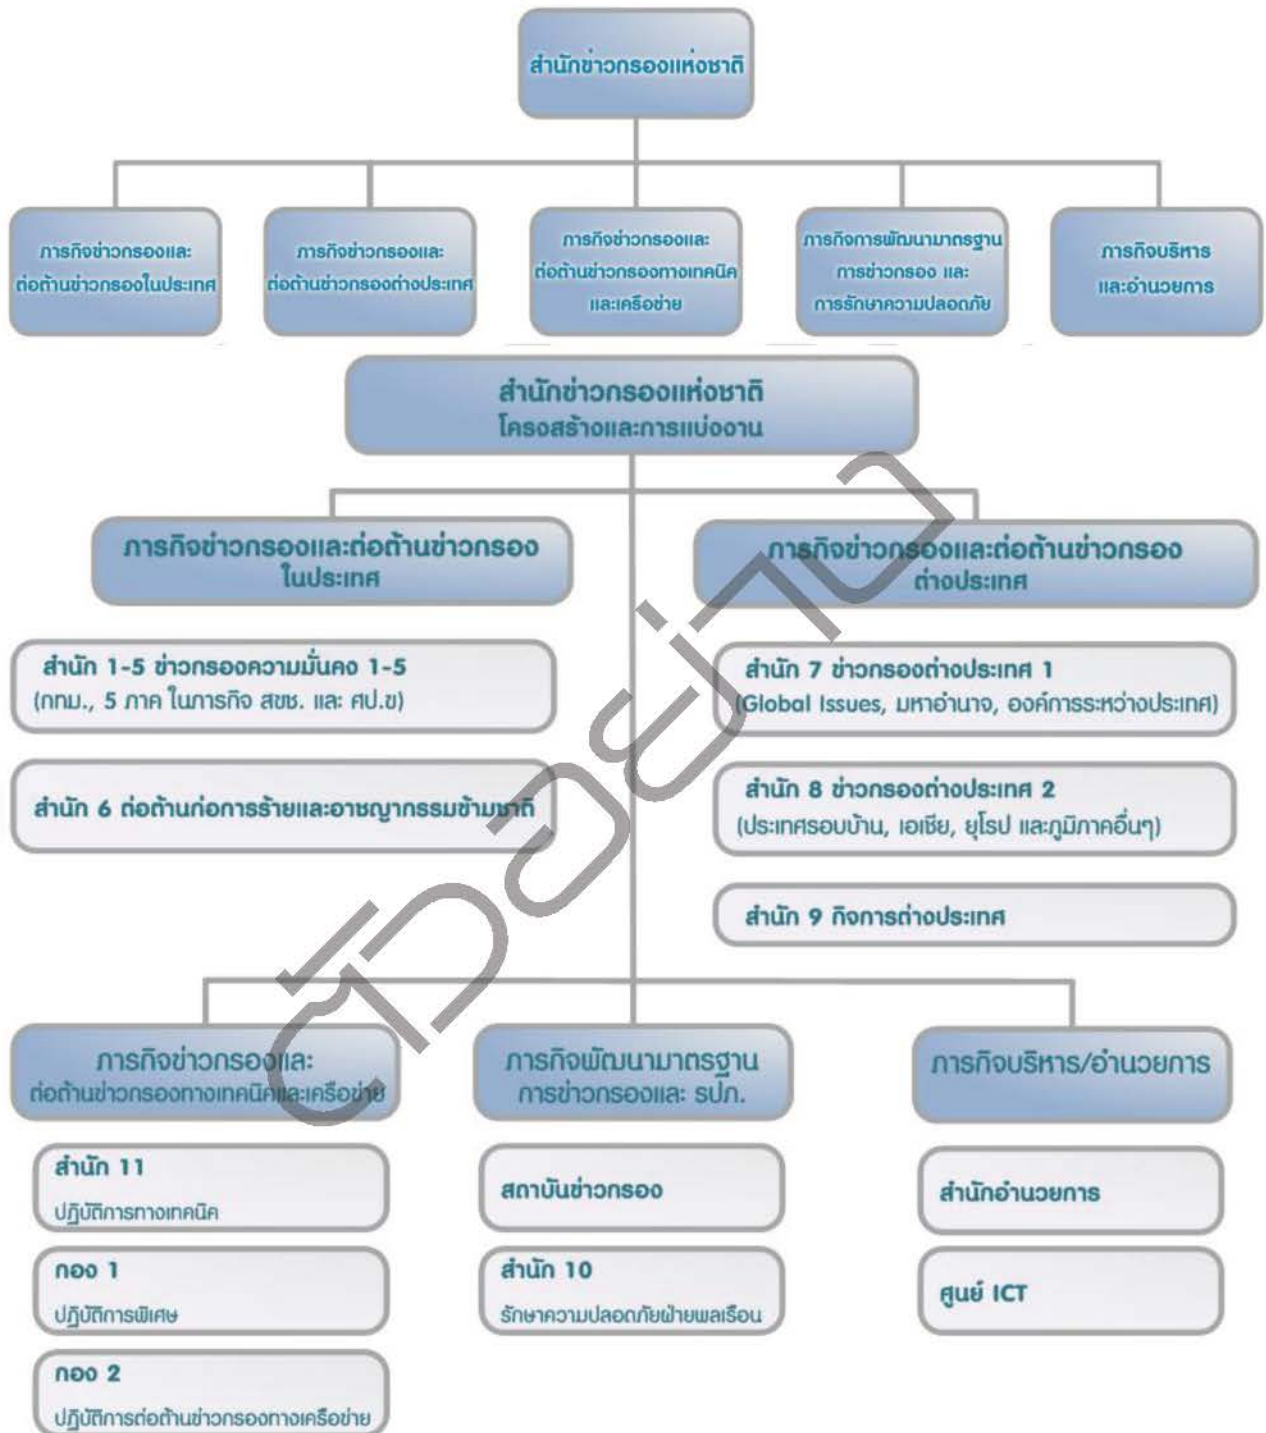 สำนักข่าวกรองแห่งชาติ
ภารกิจข่าวกรองและ
ต่อต้านข่าวกรองในประเทศ
ภารกิจข่าวกรองและ
ต่อต้านข่าวกรองต่างประเทศ
ภารกิจข่าวกรองและ
ต่อต้านข่าวกรองทางเทคนิค
และเครือข่าย
ภารกิจการพัฒนามาตรฐาน
การข่าวกรอง และ
การรักษาความปลอดภัย
ภารกิจบริหาร
และอำนวยการ
สำนักข่าวกรองแห่งชาติ
โครงสร้างและการแบ่งงาน
ภารกิจข่าวกรองและต่อต้านข่าวกรอง
ในประเทศ
ภารกิจข่าวกรองและต่อต้านข่าวกรอง
ต่างประเทศ
สำนัก 1-5 ข่าวกรองความมั่นคง 1-5
(กทม., 5 ภาค ในภารกิจ สขช. และ ศป.ข)
สำนัก 6 ต่อต้านก่อการร้ายและอาชญากรรมข้ามชาติ
สำนัก 7 ข่าวกรองต่างประเทศ 1
(Global Issues, มหาอำนาจ, องค์การระหว่างประเทศ)
สำนัก 8 ข่าวกรองต่างประเทศ 2
(ประเทศรอบบ้าน, เอเชีย, ยุโรป และภูมิภาคอื่นๆ)
สำนัก 9 กิจการต่างประเทศ
ตัวอย่าง
ภารกิจข่าวกรองและ
ต่อต้านข่าวกรองทางเทคนิคและเครือข่าย
สำนัก 11
ปฏิบัติการทางเทคนิค
กอง 1
ปฏิบัติการพิเศษ
กอง 2
ปฏิบัติการต่อต้านข่าวกรองทางเครือข่าย
ภารกิจพัฒนามาตรฐาน
การข่าวกรองและ รปภ.
สถาบันข่าวกรอง
สำนัก 10
รักษาความปลอดภัยฝ่ายพลเรือน
ภารกิจบริหาร/อำนวยการ
สำนักอำนวยการ
ศูนย์ ICT